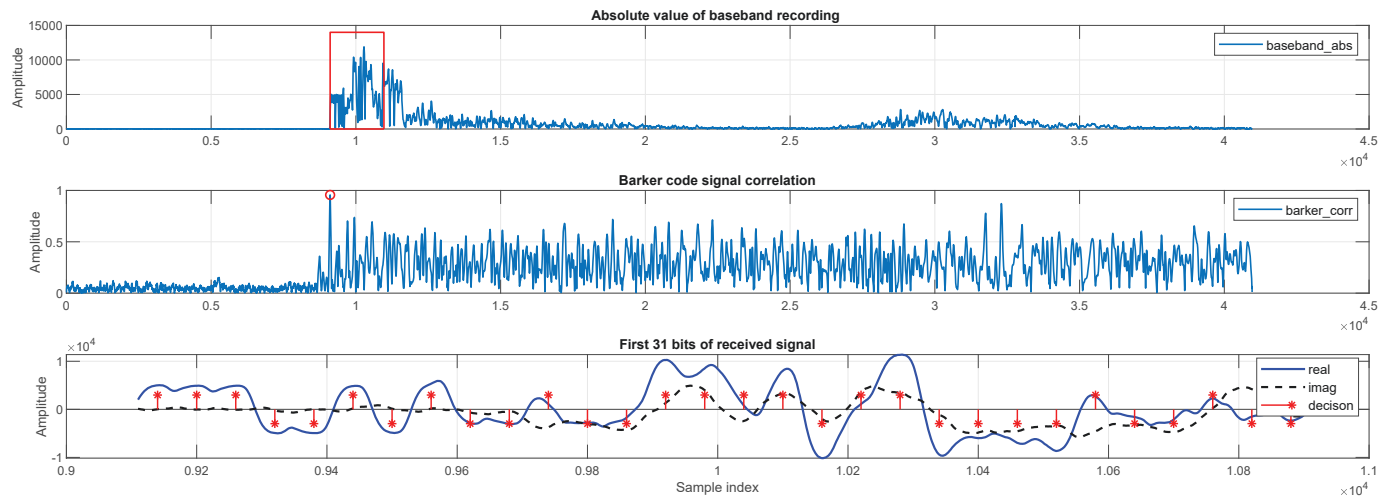 Absolute value of baseband recording
15000
10000
5000
0
Amplitude
baseband_abs
0 0.5 1 1.5 2 2.5 3 3.5 4 4.5
×10⁴
Barker code signal correlation
1
0.5
0
Amplitude
barker_corr
0 0.5 1 1.5 2 2.5 3 3.5 4 4.5
×10⁴
×10⁴
First 31 bits of received signal
1
0
-1
Amplitude
real
imag
decison
0.9 0.92 0.94 0.96 0.98 1 1.02 1.04 1.06 1.08 1.1
Sample index
×10⁴